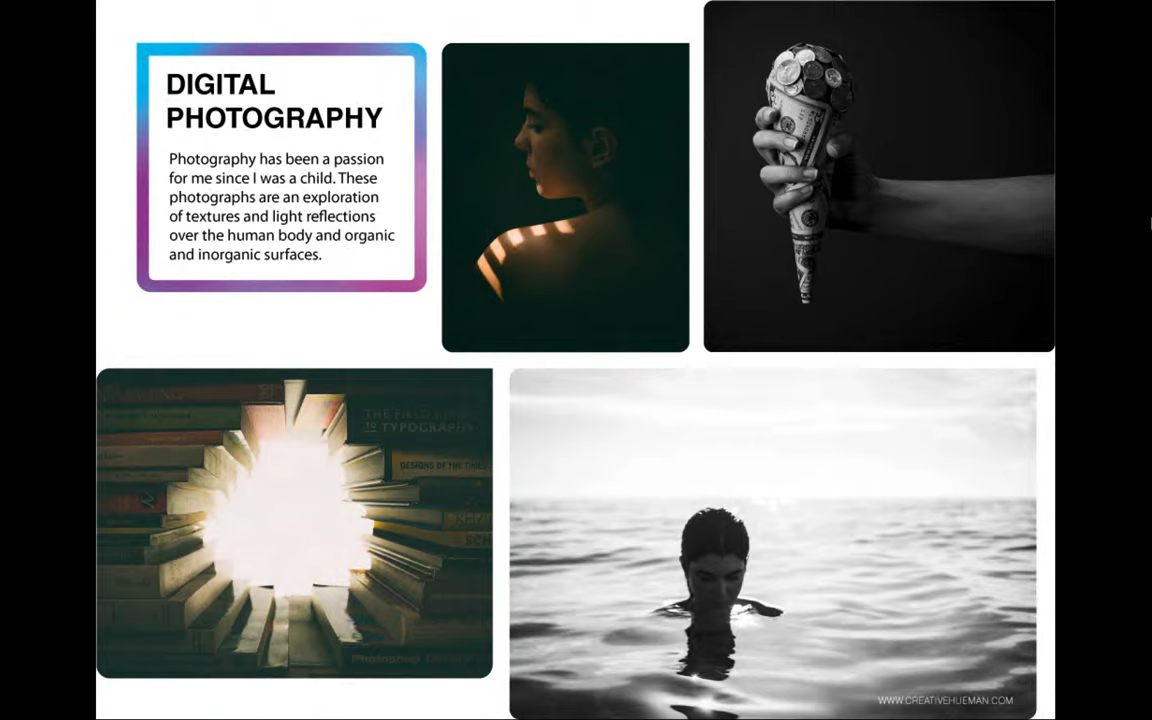 DIGITAL
PHOTOGRAPHY
Photography has been a passion
for me since I was a child. These
photographs are an exploration
of textures and light reflections
over the human body and organic
and inorganic surfaces.
THE FIELD GUIDE
TO TYPOGRAPHY
DESIGNS OF THE TIMES
Photoshop
WWW.CREATIVEHUEMAN.COM